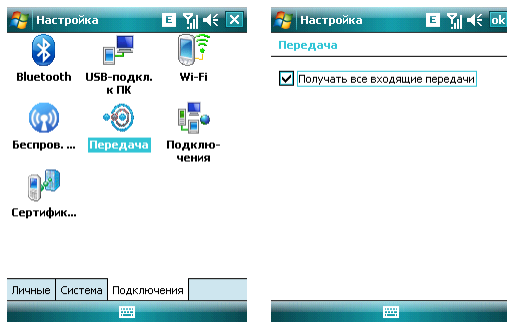 Настройка
E
Bluetooth
USB-подкл. к ПК
Wi-Fi
Беспров. ...
Передача
Подклю-
чения
Сертифик...
Личные
Система
Подключения
Настройка
E
ok
Передача
Получать все входящие передачи